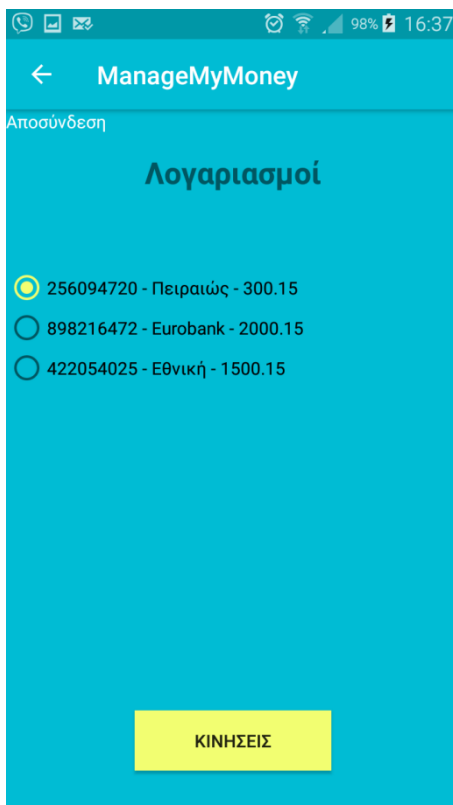 98% 16:37
ManageMyMoney
Αποσύνδεση
Λογαριασμοί
256094720 - Πειραιώς - 300.15
898216472 - Eurobank - 2000.15
422054025 - Εθνική - 1500.15
ΚΙΝΗΣΕΙΣ